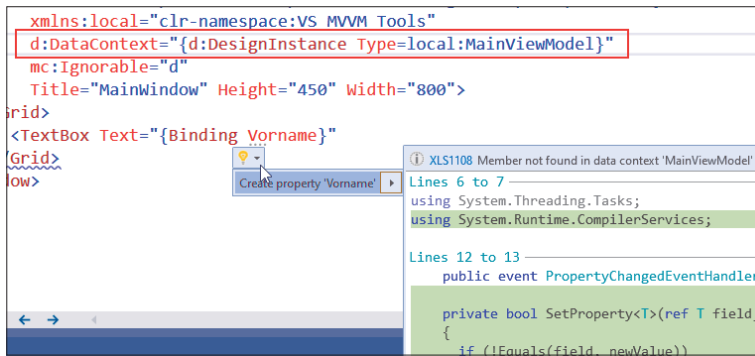 xmlns:local="clr-namespace:VS_MVVM_Tools"
d:DataContext="{d:DesignInstance Type=local:MainViewModel}"
mc:Ignorable="d"
Title="MainWindow" Height="450" Width="800">
Grid>
<TextBox Text="{Binding Vorname}"
/Grid>
dow>
Create property 'Vorname'
XLS1108 Member not found in data context 'MainViewModel'
Lines 6 to 7
using System.Threading.Tasks;
using System.Runtime.CompilerServices;
Lines 12 to 13
public event PropertyChangedEventHandler
private bool SetProperty<T>(ref T field,
{
if (!Equals(field, newValue))